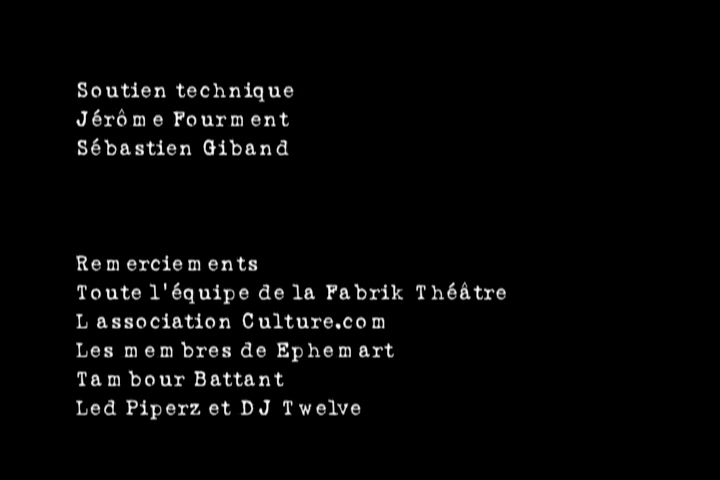 Soutien technique
Jérôme Fourment
Sébastien Giband
Remerciements
Toute l'équipe de la Fabrik Théâtre
L association Culture.com
Les membres de Ephemart
Tambour Battant
Led Piperz et DJ Twelve